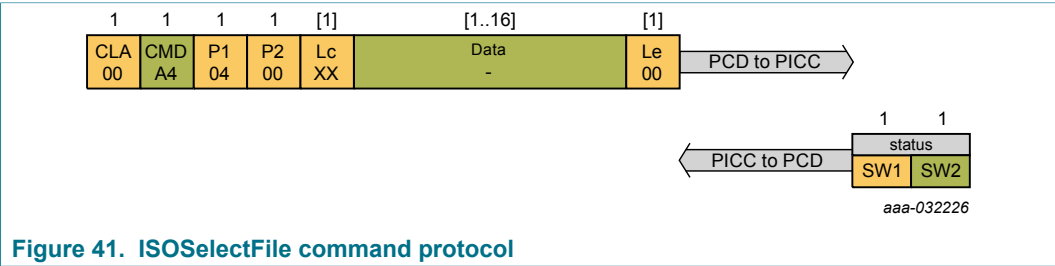 1 1 1 1 [1] [1..16] [1]
CLA CMD P1 P2 Lc Data Le
00 A4 04 00 XX - 00
PCD to PICC
1 1
status
PICC to PCD
SW1 SW2
aaa-032226
Figure 41. ISOSelectFile command protocol